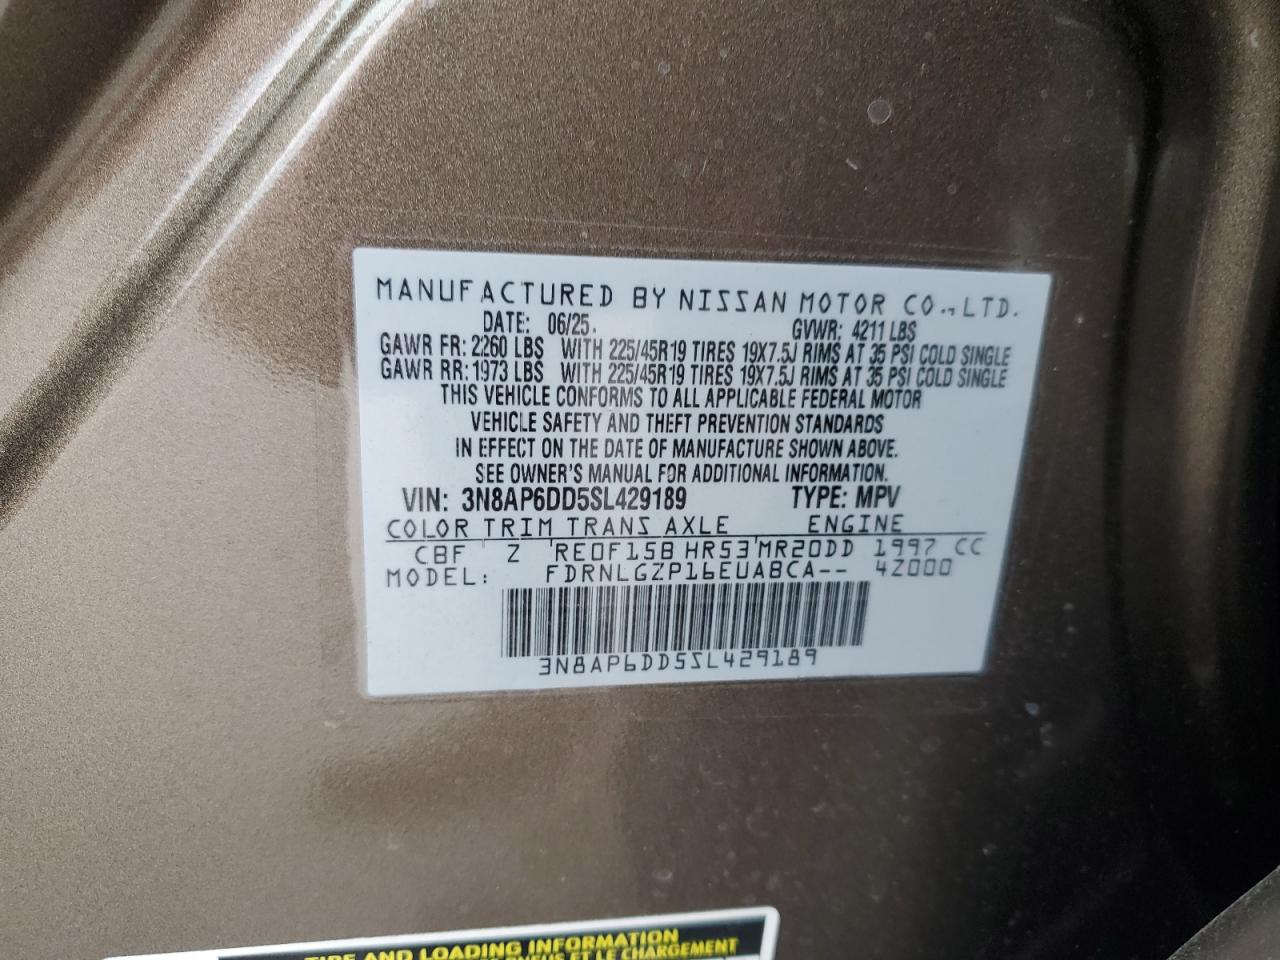 MANUFACTURED BY NISSAN MOTOR CO., LTD.
DATE: 06/25. GVWR: 4211 LBS
GAWR FR: 2260 LBS WITH 225/45R19 TIRES 19X7.5J RIMS AT 35 PSI COLD SINGLE
GAWR RR: 1973 LBS WITH 225/45R19 TIRES 19X7.5J RIMS AT 35 PSI COLD SINGLE
THIS VEHICLE CONFORMS TO ALL APPLICABLE FEDERAL MOTOR
VEHICLE SAFETY AND THEFT PREVENTION STANDARDS
IN EFFECT ON THE DATE OF MANUFACTURE SHOWN ABOVE.
SEE OWNER'S MANUAL FOR ADDITIONAL INFORMATION.
VIN: 3N8AP6DD5SL429189 TYPE: MPV
COLOR TRIM TRANS AXLE ENGINE
CBF Z RE0F15B HR53 MR20DD 1997 CC
MODEL: FDRNLGZP16EUABCA-- 4Z000
3N8AP6DD5SL429189
TIRE AND LOADING INFORMATION
PNEUS ET LE CHARGEMENT